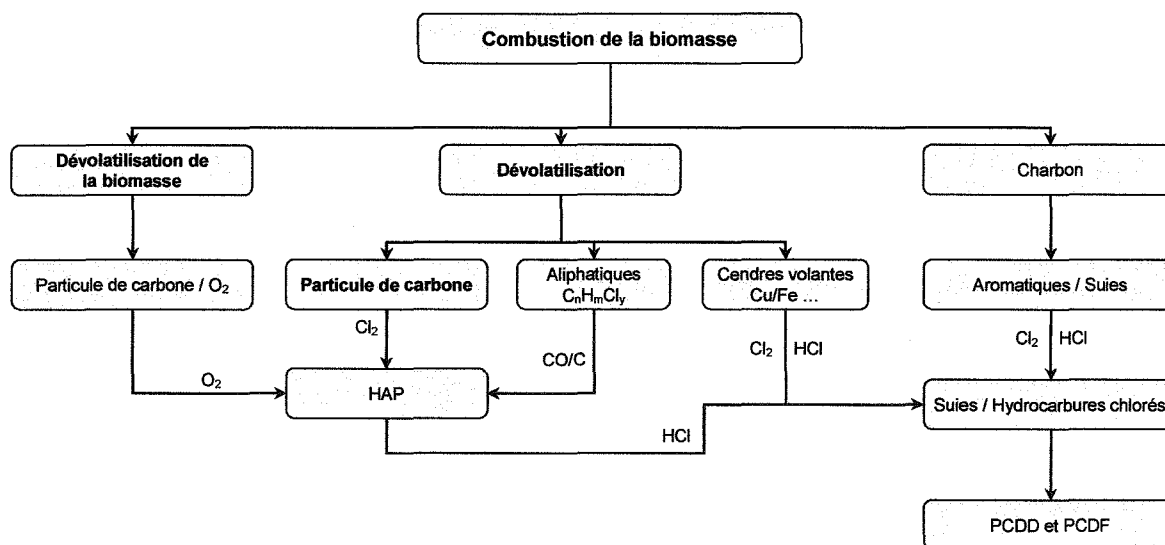 Combustion de la biomasse
Dévolatilisation de
la biomasse
Dévolatilisation
Charbon
Particule de carbone / O₂
Particule de carbone
Aliphatiques
CₙHₘClᵧ
Cendres volantes
Cu/Fe ...
Aromatiques / Suies
Cl₂
CO/C
Cl₂ HCl
Cl₂ HCl
O₂
HAP
Suies / Hydrocarbures chlorés
HCl
PCDD et PCDF